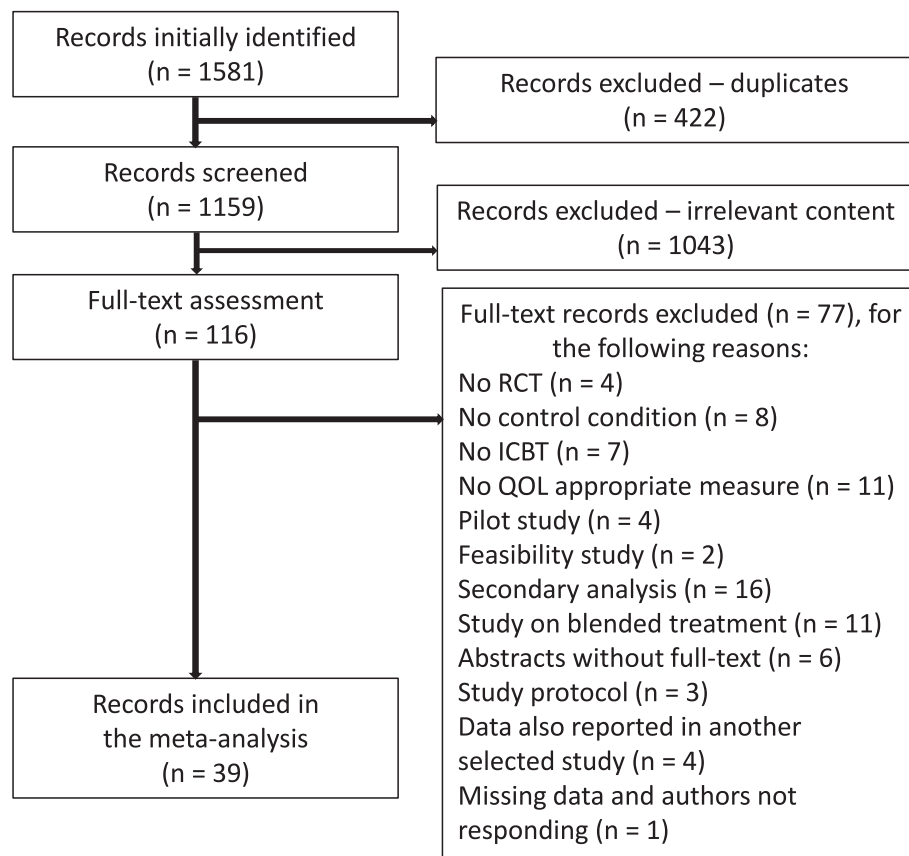 Records initially identified
(n = 1581)
Records excluded – duplicates
(n = 422)
Records screened
(n = 1159)
Records excluded – irrelevant content
(n = 1043)
Full-text assessment
(n = 116)
Full-text records excluded (n = 77), for
the following reasons:
No RCT (n = 4)
No control condition (n = 8)
No ICBT (n = 7)
No QOL appropriate measure (n = 11)
Pilot study (n = 4)
Feasibility study (n = 2)
Secondary analysis (n = 16)
Study on blended treatment (n = 11)
Abstracts without full-text (n = 6)
Study protocol (n = 3)
Data also reported in another
selected study (n = 4)
Missing data and authors not
responding (n = 1)
Records included in
the meta-analysis
(n = 39)